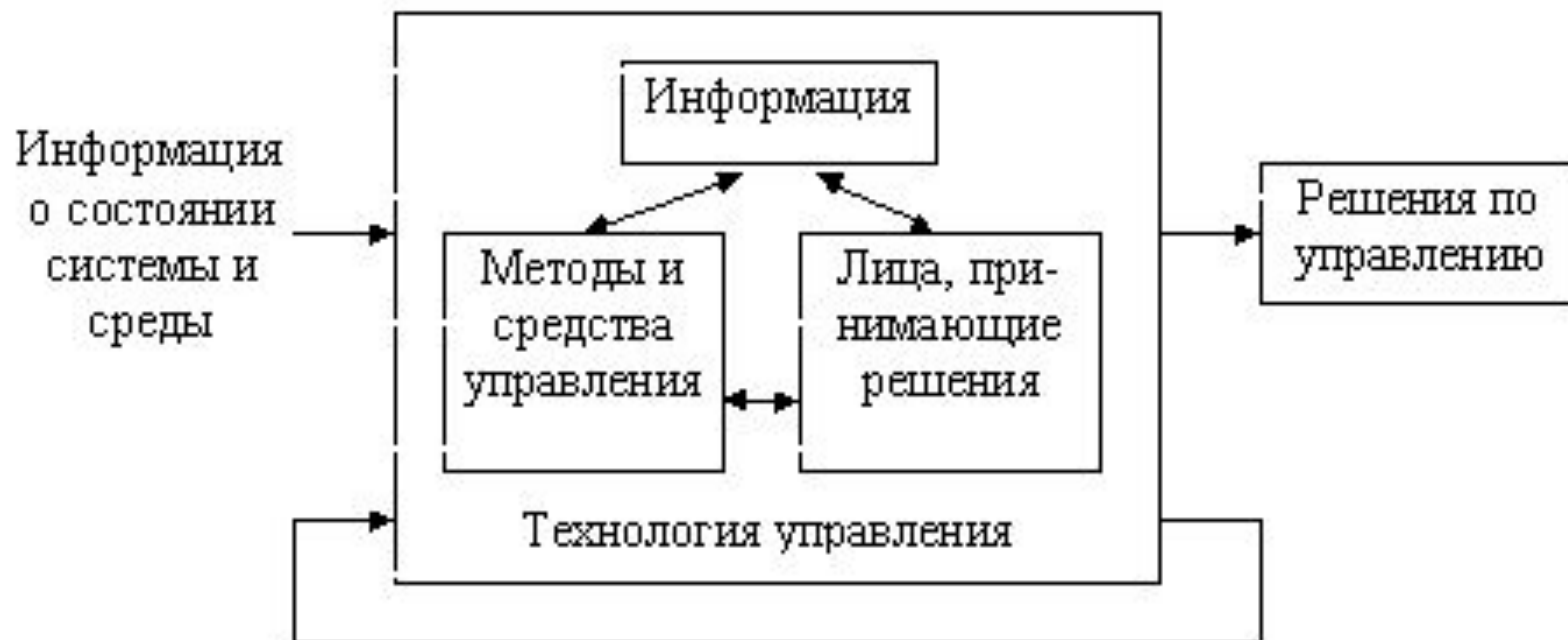 Информация
Информация
о состоянии
системы и
среды
Методы и
средства
управления
Лица, при-
нимающие
решения
Решения по
управлению
Технология управления